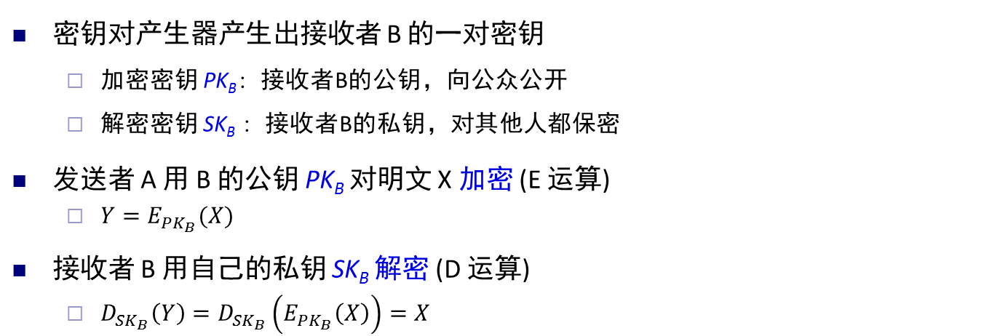 ■ 密钥对产生器产生出接收者 B 的一对密钥
□ 加密密钥 PK_B：接收者B的公钥，向公众公开
□ 解密密钥 SK_B ：接收者B的私钥，对其他人都保密
■ 发送者 A 用 B 的公钥 PK_B 对明文 X 加密 (E 运算)
□ Y = E_{PK_B}(X)
■ 接收者 B 用自己的私钥 SK_B 解密 (D 运算)
□ D_{SK_B}(Y) = D_{SK_B}(E_{PK_B}(X)) = X